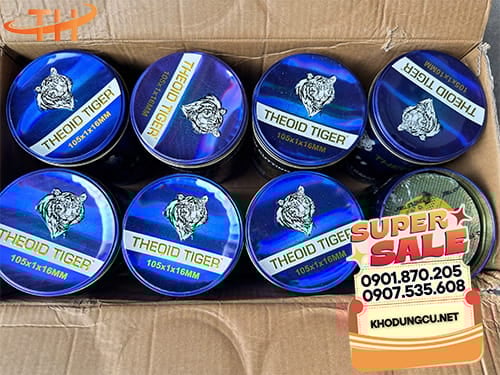 TH
THEOID TIGER
105x1x16MM
THEOID TIGER
105x1x16MM
THEOID TIGER
105x1x16MM
THEOID TIGER
105x1x16MM
THEOID TIGER
105x1x16MM
THEOID TIGER
105x1x16MM
THEOID TIGER
105x1x16MM
SUPER
SALE
0901.870.205
0907.535.608
KHODUNGCU.NET